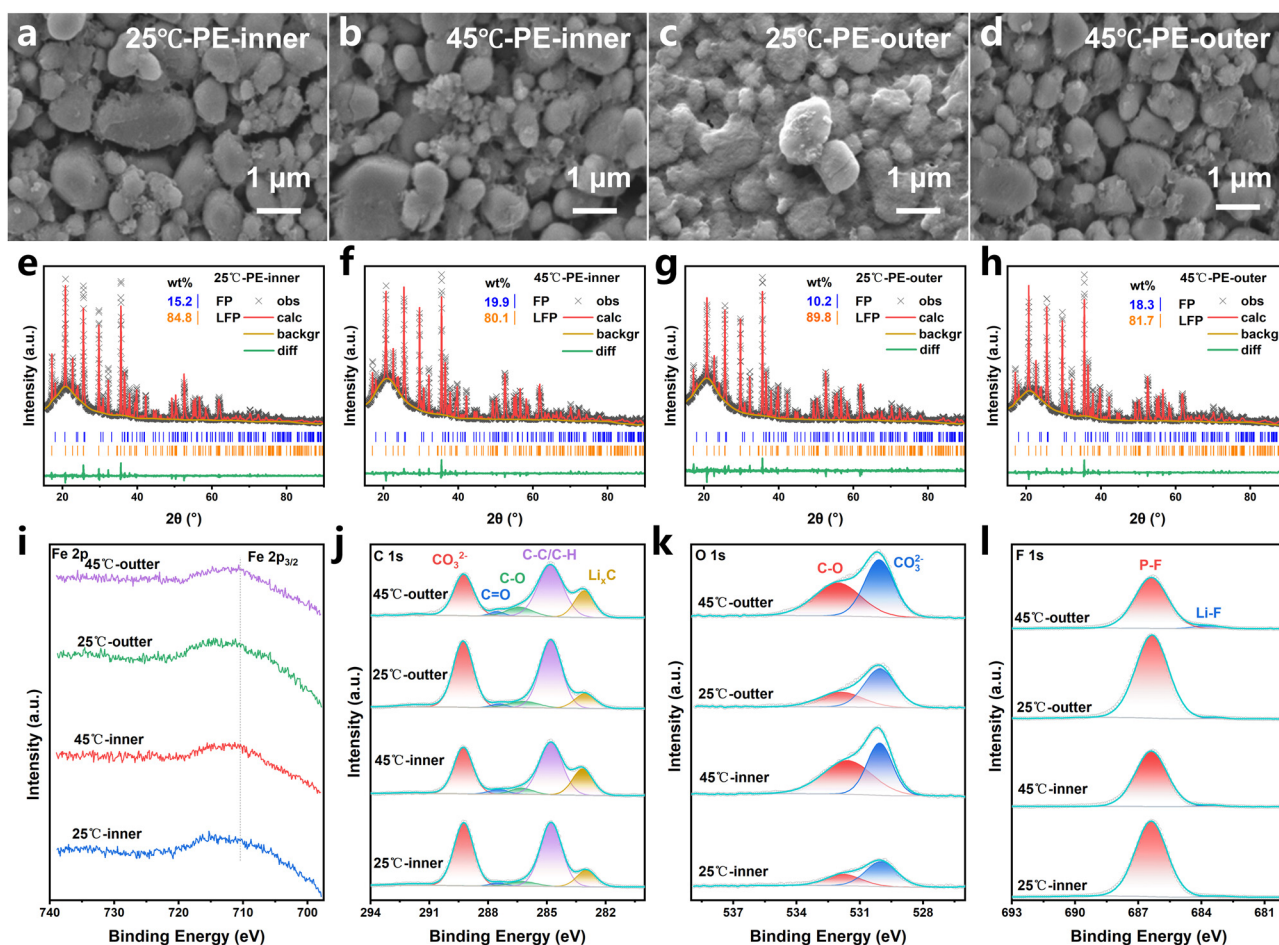 a
25℃-PE-inner
1 μm
b
45℃-PE-inner
1 μm
c
25℃-PE-outer
1 μm
d
45℃-PE-outer
1 μm
e
wt%
25℃-PE-inner
15.2
FP
obs
84.8
LFP
calc
backgr
diff
Intensity (a.u.)
20
40
60
80
2θ (°)
f
wt%
45℃-PE-inner
19.9
FP
obs
80.1
LFP
calc
backgr
diff
Intensity (a.u.)
20
40
60
80
2θ (°)
g
wt%
25℃-PE-outer
10.2
FP
obs
89.8
LFP
calc
backgr
diff
Intensity (a.u.)
20
40
60
80
2θ (°)
h
wt%
45℃-PE-outer
18.3
FP
obs
81.7
LFP
calc
backgr
diff
Intensity (a.u.)
20
40
60
80
2θ (°)
i
Fe 2p
Fe 2p3/2
45℃-outter
25℃-outter
45℃-inner
25℃-inner
Intensity (a.u.)
740
730
720
710
700
Binding Energy (eV)
j
C 1s
CO₃²⁻
C=O
C-O
C-C/C-H
LixC
45℃-outter
25℃-outter
45℃-inner
25℃-inner
Intensity (a.u.)
294
291
288
285
282
Binding Energy (eV)
k
O 1s
C-O
CO₃²⁻
45℃-outter
25℃-outter
45℃-inner
25℃-inner
Intensity (a.u.)
537
534
531
528
Binding Energy (eV)
l
F 1s
P-F
Li-F
45℃-outter
25℃-outter
45℃-inner
25℃-inner
Intensity (a.u.)
693
690
687
684
681
Binding Energy (eV)